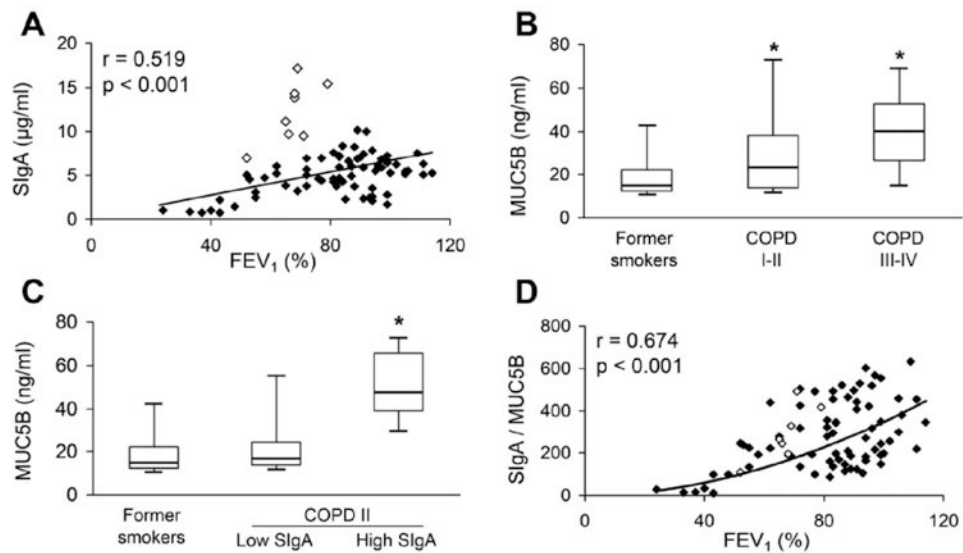 A
r = 0.519
p < 0.001
SIgA (µg/ml)
20
15
10
5
0
0 40 80 120
FEV1 (%)
B
MUC5B (ng/ml)
80
60
40
20
0
* *
Former smokers
COPD I-II
COPD III-IV
C
MUC5B (ng/ml)
80
60
40
20
0
*
Former smokers
COPD II
Low SIgA High SIgA
D
r = 0.674
p < 0.001
SIgA / MUC5B
800
600
400
200
0
0 40 80 120
FEV1 (%)